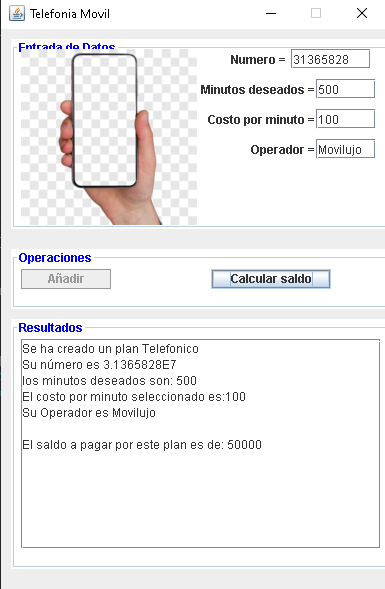 Telefonia Movil
Entrada de Datos
Numero = 31365828
Minutos deseados = 500
Costo por minuto = 100
Operador = Movilujo
Operaciones
Añadir Calcular saldo
Resultados
Se ha creado un plan Telefonico
Su número es 3.1365828E7
los minutos deseados son: 500
El costo por minuto seleccionado es:100
Su Operador es Movilujo
El saldo a pagar por este plan es de: 50000